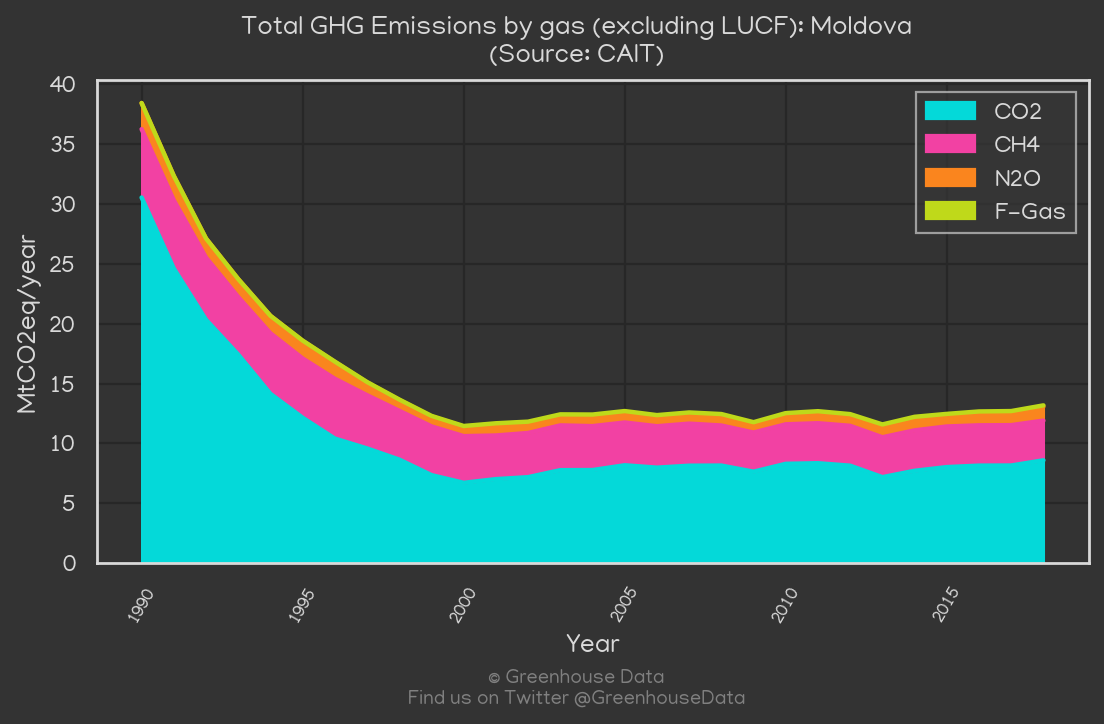 Total GHG Emissions by gas (excluding LUCF): Moldova
(Source: CAIT)
40
35
30
25
20
15
10
5
0
MtCO2eq/year
CO2
CH4
N2O
F-Gas
1990
1995
2000
2005
2010
2015
Year
© Greenhouse Data
Find us on Twitter @GreenhouseData